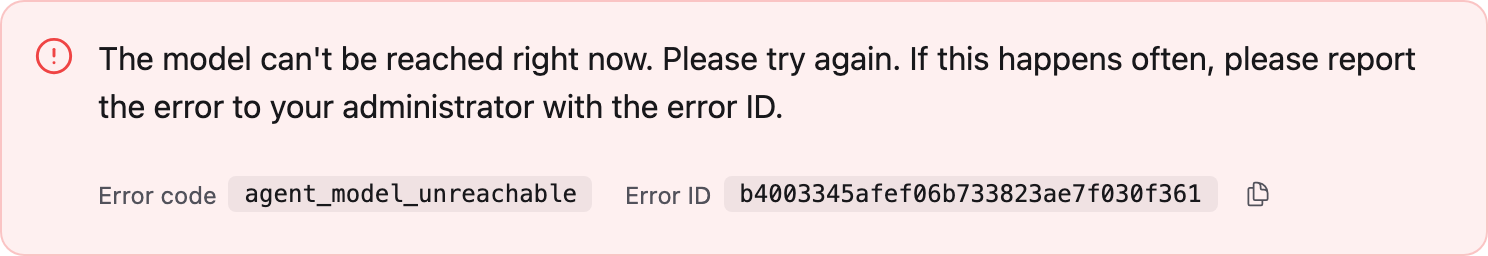 The model can't be reached right now. Please try again. If this happens often, please report
the error to your administrator with the error ID.
Error code agent_model_unreachable Error ID b4003345afef06b733823ae7f030f361